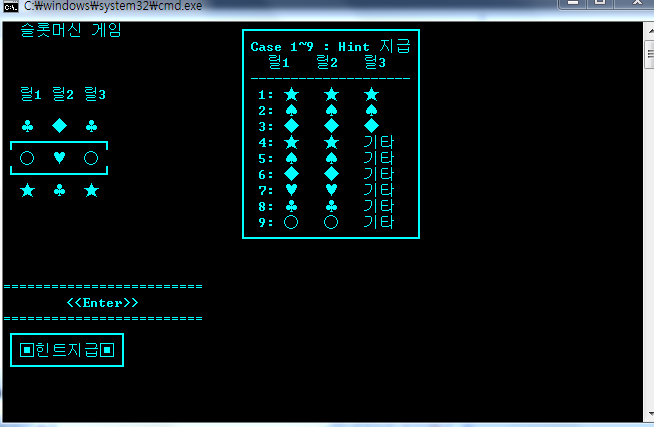 C:₩windows₩system32₩cmd.exe
슬롯머신 게임
릴1 릴2 릴3
♣ ◆ ♣
○ ♥ ○
★ ♣ ★
==========================
<<Enter>>
==========================
▣힌트지급▣
Case 1~9 : Hint 지급
릴1 릴2 릴3
--------------------
1: ★ ★ ★
2: ♠ ♠ ♠
3: ◆ ◆ ◆
4: ★ ★ 기타
5: ♠ ♠ 기타
6: ◆ ◆ 기타
7: ♥ ♥ 기타
8: ♣ ♣ 기타
9: ○ ○ 기타